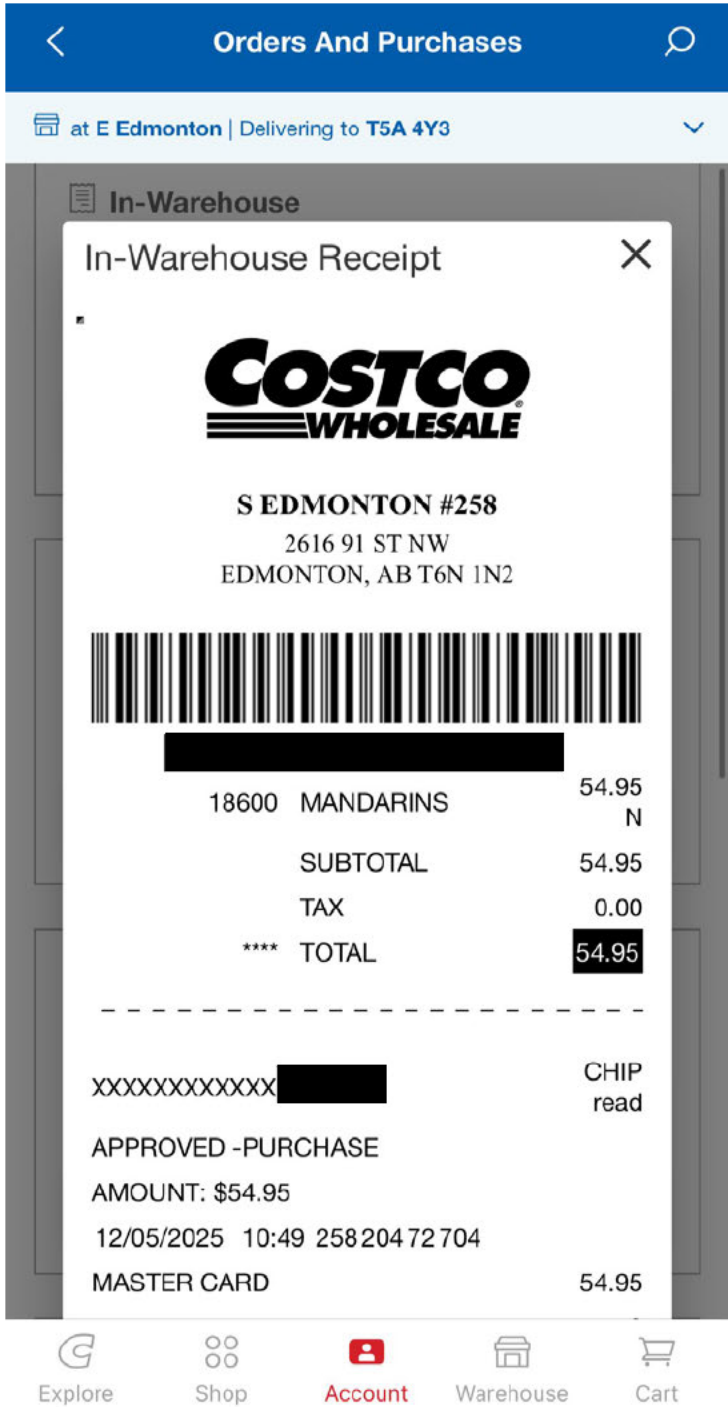 Orders And Purchases
at E Edmonton | Delivering to T5A 4Y3
In-Warehouse
In-Warehouse Receipt
COSTCO
WHOLESALE
S EDMONTON #258
2616 91 ST NW
EDMONTON, AB T6N 1N2
18600 MANDARINS 54.95
N
SUBTOTAL 54.95
TAX 0.00
**** TOTAL 54.95
XXXXXXXXXXXX CHIP
read
APPROVED -PURCHASE
AMOUNT: $54.95
12/05/2025 10:49 258 204 72 704
MASTER CARD 54.95
Explore Shop Account Warehouse Cart